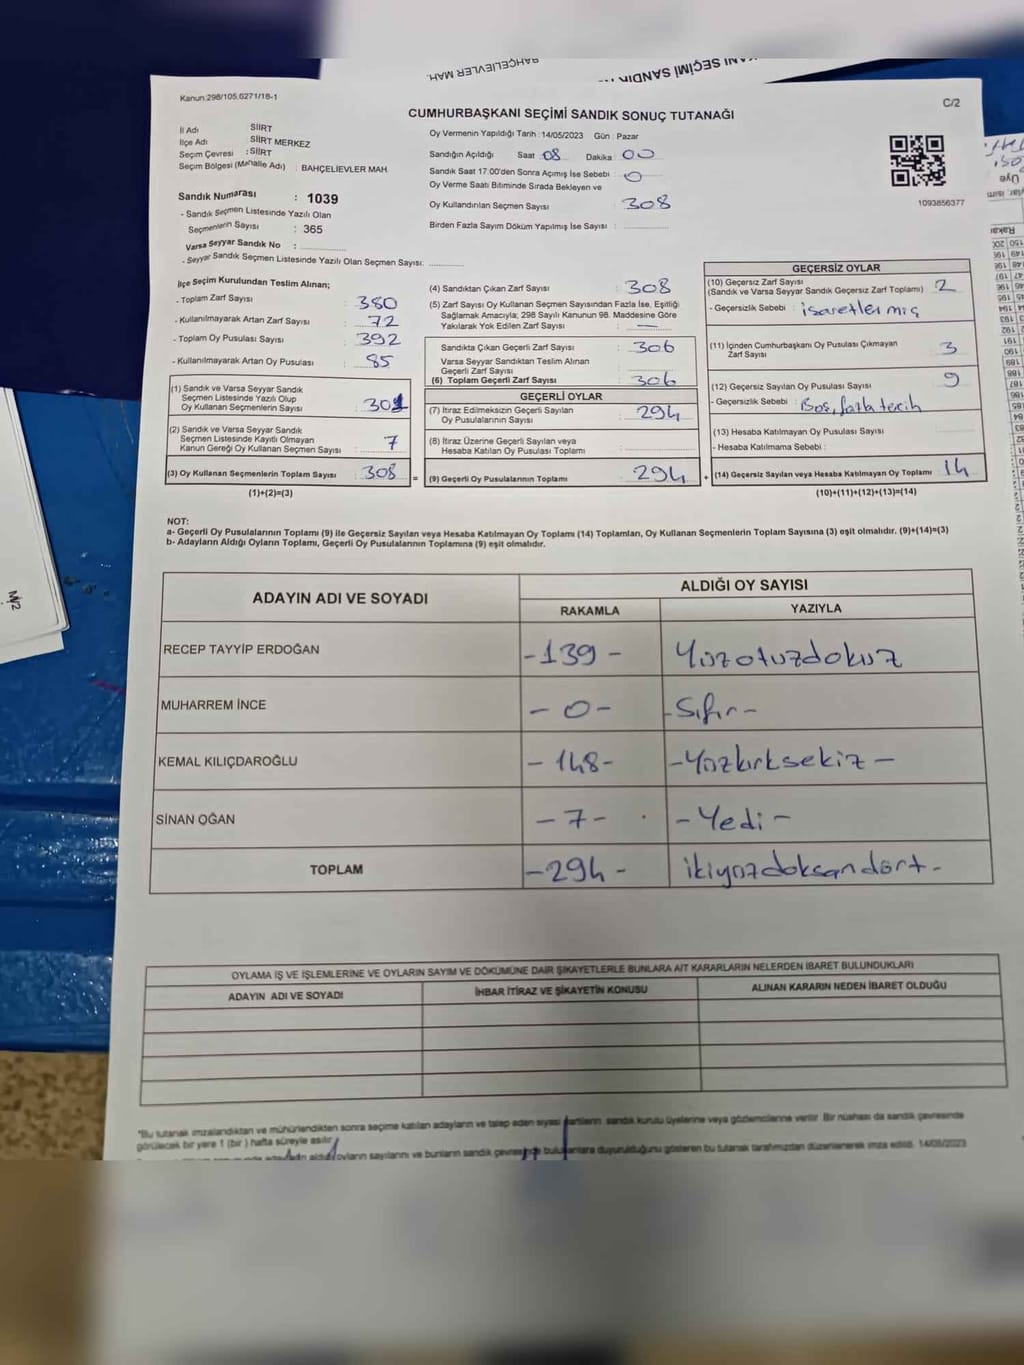 BAHÇELİEVLER MAH.
Kanun:298/105,6271/18-1
C/2
CUMHURBAŞKANI SEÇİMİ SANDIK SONUÇ TUTANAĞI
İl Adı : SİİRT
İlçe Adı : SİİRT MERKEZ
Seçim Çevresi : SİİRT
Seçim Bölgesi (Mahalle Adı) : BAHÇELİEVLER MAH.
Oy Vermenin Yapıldığı Tarih : 14/05/2023 Gün : Pazar
Sandığın Açıldığı Saat 08 Dakika 00
Sandık Saat 17:00'den Sonra Açımış İse Sebebi : 0
Oy Verme Saati Bitiminde Sırada Bekleyen ve
Oy Kullandırılan Seçmen Sayısı : 308
Birden Fazla Sayım Döküm Yapılmış İse Sayısı :
1093856377
Sandık Numarası : 1039
- Sandık Seçmen Listesinde Yazılı Olan
Seçmenlerin Sayısı : 365
Varsa Seyyar Sandık No :
- Seyyar Sandık Seçmen Listesinde Yazılı Olan Seçmen Sayısı:
İlçe Seçim Kurulundan Teslim Alınan;
- Toplam Zarf Sayısı : 380
- Kullanılmayarak Artan Zarf Sayısı : 72
- Toplam Oy Pusulası Sayısı : 392
- Kullanılmayarak Artan Oy Pusulası : 85
(1) Sandık ve Varsa Seyyar Sandık
Seçmen Listesinde Yazılı Olup
Oy Kullanan Seçmenlerin Sayısı : 301
(2) Sandık ve Varsa Seyyar Sandık
Seçmen Listesinde Kayıtlı Olmayan
Kanun Gereği Oy Kullanan Seçmen Sayısı : 7
(3) Oy Kullanan Seçmenlerin Toplam Sayısı : 308
(1)+(2)=(3)
(4) Sandıktan Çıkan Zarf Sayısı : 308
(5) Zarf Sayısı Oy Kullanan Seçmen Sayısından Fazla İse, Eşitliği
Sağlamak Amacıyla; 298 Sayılı Kanunun 98. Maddesine Göre
Yakılarak Yok Edilen Zarf Sayısı : —
Sandıkta Çıkan Geçerli Zarf Sayısı : 306
Varsa Seyyar Sandıktan Teslim Alınan
Geçerli Zarf Sayısı :
(6) Toplam Geçerli Zarf Sayısı : 306
GEÇERLİ OYLAR
(7) İtiraz Edilmeksizin Geçerli Sayılan
Oy Pusulalarının Sayısı : 294
(8) İtiraz Üzerine Geçerli Sayılan veya
Hesaba Katılan Oy Pusulası Toplamı :
= (9) Geçerli Oy Pusulalarının Toplamı : 294
GEÇERSİZ OYLAR
(10) Geçersiz Zarf Sayısı
(Sandık ve Varsa Seyyar Sandık Geçersiz Zarf Toplamı) 2
- Geçersizlik Sebebi : işaretlermiş
(11) İçinden Cumhurbaşkanı Oy Pusulası Çıkmayan
Zarf Sayısı 3
(12) Geçersiz Sayılan Oy Pusulası Sayısı : 9
- Geçersizlik Sebebi : Boş, fazla tercih
(13) Hesaba Katılmayan Oy Pusulası Sayısı :
- Hesaba Katılmama Sebebi :
+ (14) Geçersiz Sayılan veya Hesaba Katılmayan Oy Toplamı : 14
(10)+(11)+(12)+(13)=(14)
NOT:
a- Geçerli Oy Pusulalarının Toplamı (9) ile Geçersiz Sayılan veya Hesaba Katılmayan Oy Toplamı (14) Toplamları, Oy Kullanan Seçmenlerin Toplam Sayısına (3) eşit olmalıdır. (9)+(14)=(3)
b- Adayların Aldığı Oyların Toplamı, Geçerli Oy Pusulalarının Toplamına (9) eşit olmalıdır.
ADAYIN ADI VE SOYADI
ALDIĞI OY SAYISI
RAKAMLA YAZIYLA
RECEP TAYYİP ERDOĞAN -139- Yüzotuzdokuz
MUHARREM İNCE -0- -Sıfır-
KEMAL KILIÇDAROĞLU -148- -Yüzkırksekiz-
SİNAN OĞAN -7- -Yedi-
TOPLAM -294- ikiyüzdoksandört-
OYLAMA İŞ VE İŞLEMLERİNE VE OYLARIN SAYIM VE DÖKÜMÜNE DAİR ŞİKAYETLERLE BUNLARA AİT KARARLARIN NELERDEN İBARET BULUNDUKLARI
ADAYIN ADI VE SOYADI İHBAR İTİRAZ VE ŞİKAYETİN KONUSU ALINAN KARARIN NEDEN İBARET OLDUĞU
"Bu tutanak imzalandıktan ve mühürlendikten sonra seçime katılan adayların ve talep eden siyasi partilerin sandık kurulu üyelerine veya gözlemcilerine verilir. Bir nüshası da sandık çevresinde
görülecek bir yere 1 (bir) hafta süreyle asılır.
aldığı oyların sayılarını ve bunların sandık çevresinde bulunanlara duyurulduğunu gösteren bu tutanak tarafımızdan düzenlenerek imza edildi. 14/05/2023